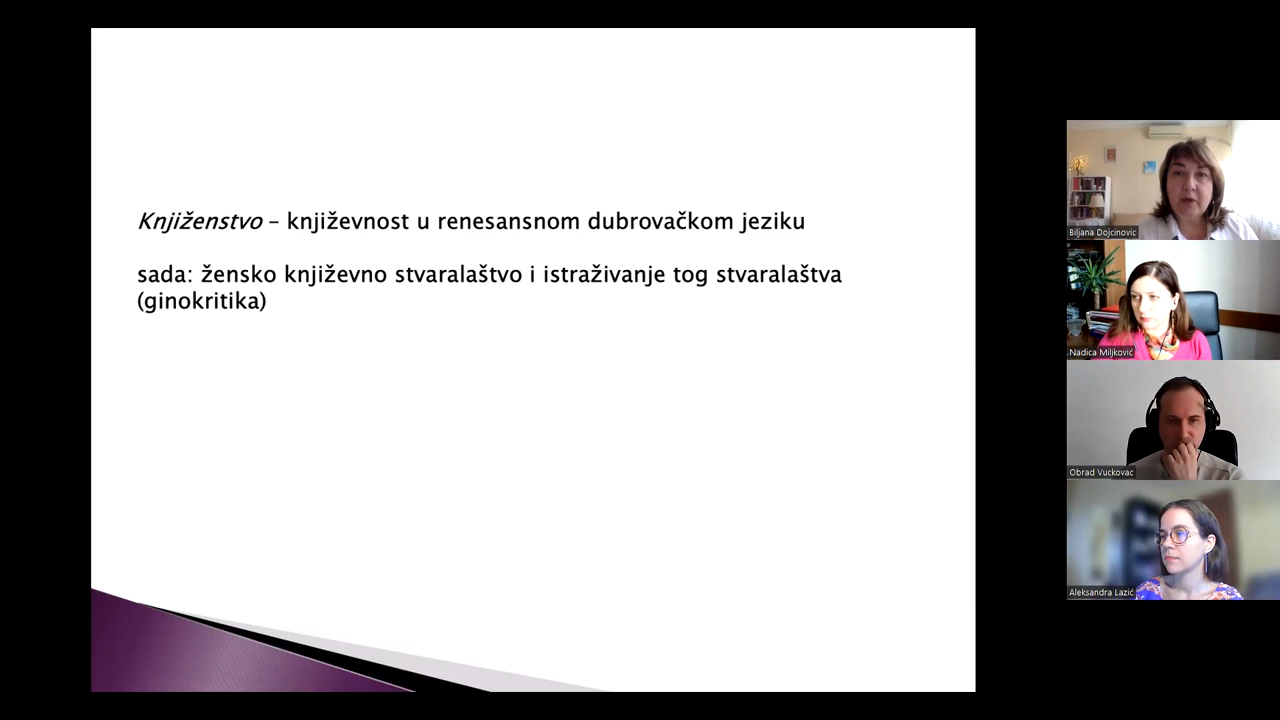 Knjiženstvo – književnost u renesansnom dubrovačkom jeziku
sada: žensko književno stvaralaštvo i istraživanje tog stvaralaštva
(ginokritika)
Biljana Dojcinovic
Nadica Miljković
Obrad Vuckovac
Aleksandra Lazić